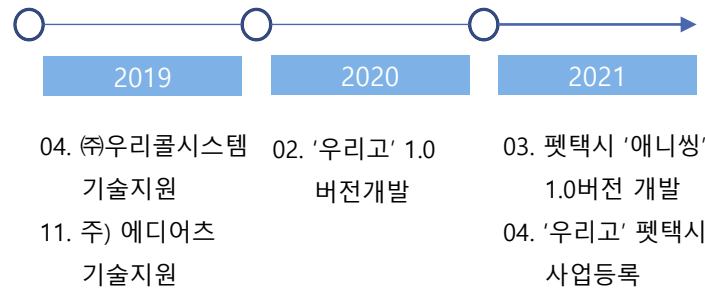 2019
04. ㈜우리콜시스템
기술지원
11. 주) 에디어츠
기술지원
2020
02. '우리고' 1.0
버전개발
2021
03. 펫택시 '애니씽'
1.0버전 개발
04. '우리고' 펫택시
사업등록